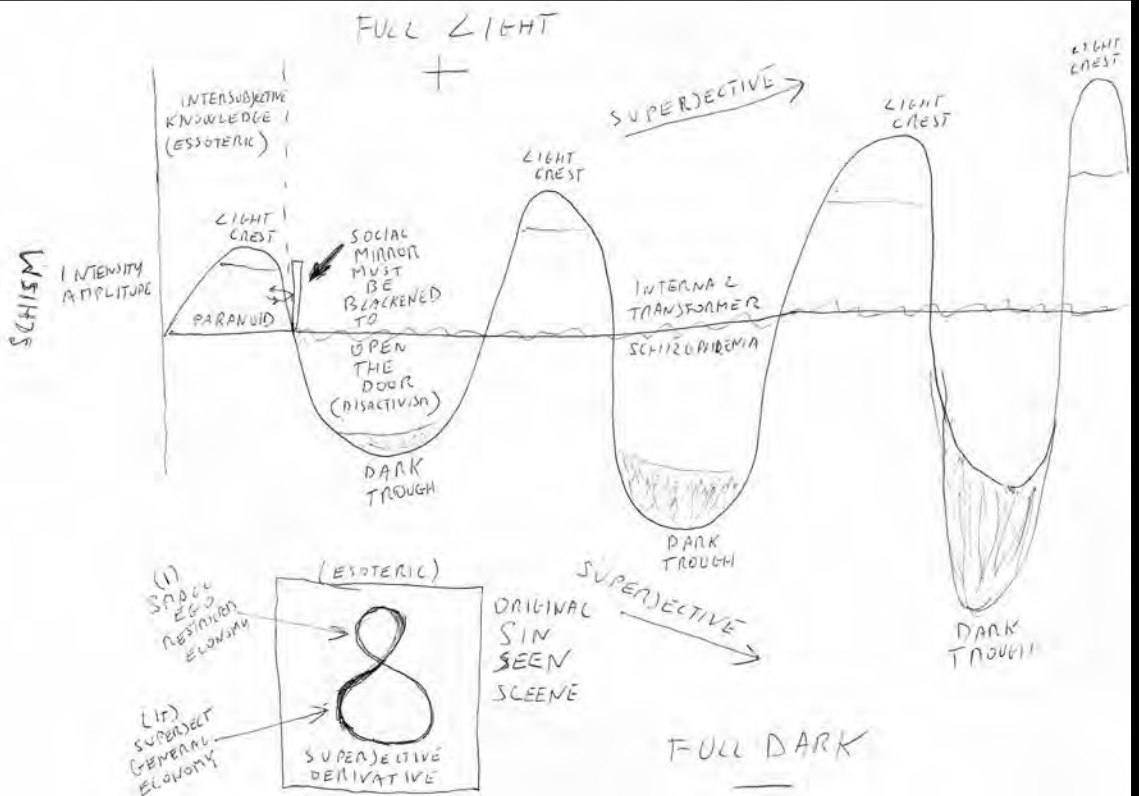 FULL LIGHT
+
INTERSUBJECTIVE
KNOWLEDGE
(ESSOTERIC)
LIGHT
CREST
SCHISM
INTENSITY
AMPLITUDE
PARANOID
SOCIAL
MIRROR
MUST
BE
BLACKENED
TO
OPEN
THE
DOOR
(DISACTIVISM)
DARK
TROUGH
LIGHT
CREST
SUPERJECTIVE
INTERNAL
TRANSFORMER
SCHIZOPHRENIA
DARK
TROUGH
LIGHT
CREST
LIGHT
CREST
DARK
TROUGH
SUPERJECTIVE
(I)
SMALL
EGO
RESTRICTED
ECONOMY
(II)
SUPERJECT
GENERAL
ECONOMY
(ESOTERIC)
SUPERJECTIVE
DERIVATIVE
ORIGINAL
SIN
SEEN
SCEENE
FULL DARK
—